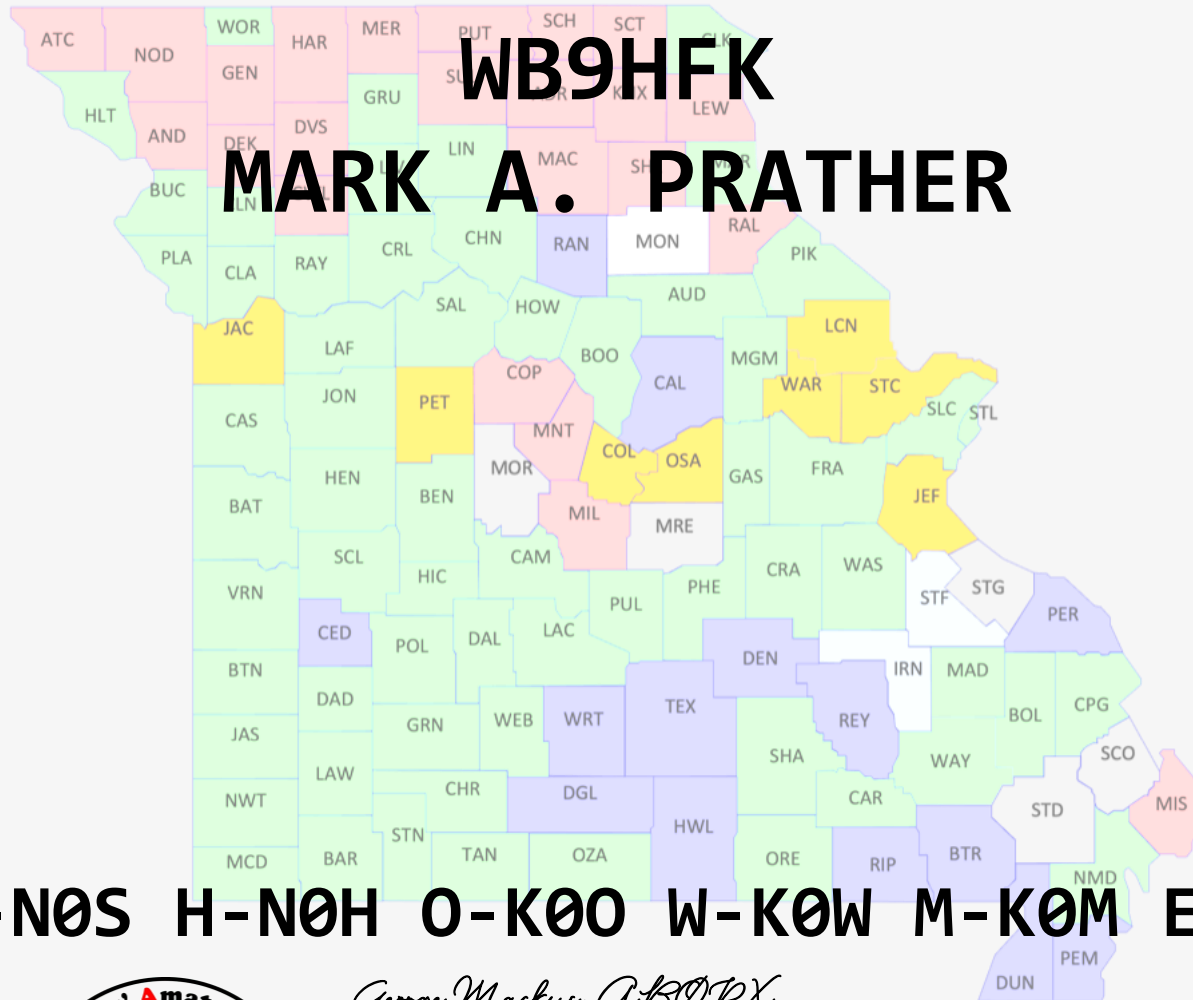 WOR
SCH
SCT
ATC
NOD
HAR
MER
PUT
CLK
WB9HFK
GEN
GRU
LEW
HLT
AND
DEK
DVS
LIN
MAC
MARK A. PRATHER
BUC
RAN
MON
RAL
CHN
CRL
PIK
PLA
CLA
RAY
AUD
SAL
HOW
JAC
LCN
LAF
BOO
MGM
COP
CAL
WAR
STC
JON
PET
SLC
STL
CAS
MNT
COL
OSA
MOR
FRA
HEN
GAS
BEN
JEF
BAT
MIL
MRE
SCL
CAM
CRA
WAS
HIC
PHE
STG
VRN
PUL
STF
PER
CED
LAC
DAL
POL
DEN
IRN
MAD
BTN
DAD
TEX
CPG
WRT
WEB
REY
BOL
GRN
JAS
SHA
WAY
SCO
LAW
CHR
DGL
CAR
NWT
MIS
STD
HWL
STN
TAN
OZA
BTR
BAR
ORE
RIP
MCD
NMD
-N0S H-N0H O-K0O W-K0W M-K0M E
PEM
DUN